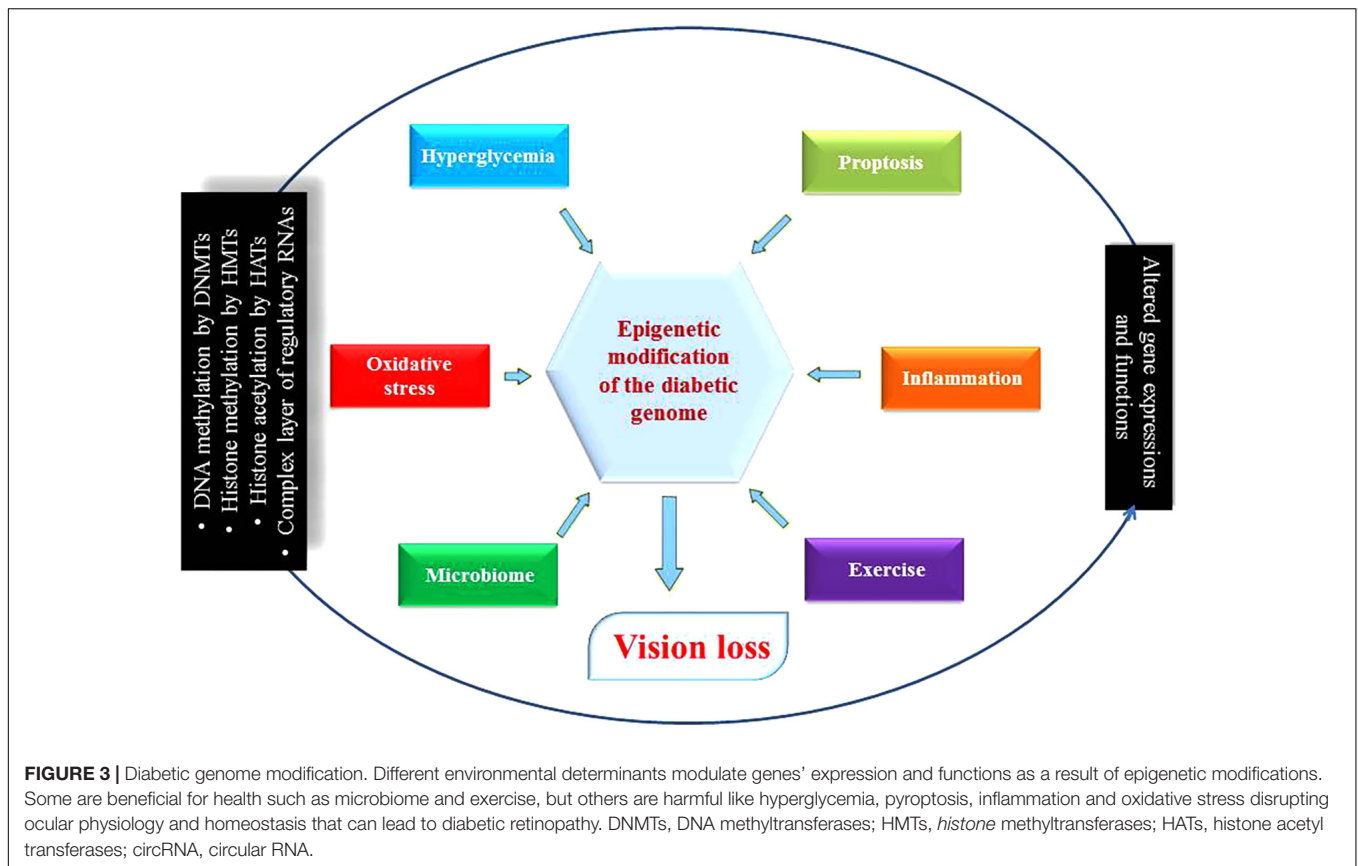 Hyperglycemia
Proptosis
• DNA methylation by DNMTs
• Histone methylation by HMTs
• Histone acetylation by HATs
• Complex layer of regulatory RNAs
Oxidative
stress
Epigenetic
modification
of the diabetic
genome
Inflammation
Altered gene expressions
and functions
Microbiome
Exercise
Vision loss
FIGURE 3 | Diabetic genome modification. Different environmental determinants modulate genes’ expression and functions as a result of epigenetic modifications.
Some are beneficial for health such as microbiome and exercise, but others are harmful like hyperglycemia, pyroptosis, inflammation and oxidative stress disrupting
ocular physiology and homeostasis that can lead to diabetic retinopathy. DNMTs, DNA methyltransferases; HMTs, histone methyltransferases; HATs, histone acetyl
transferases; circRNA, circular RNA.